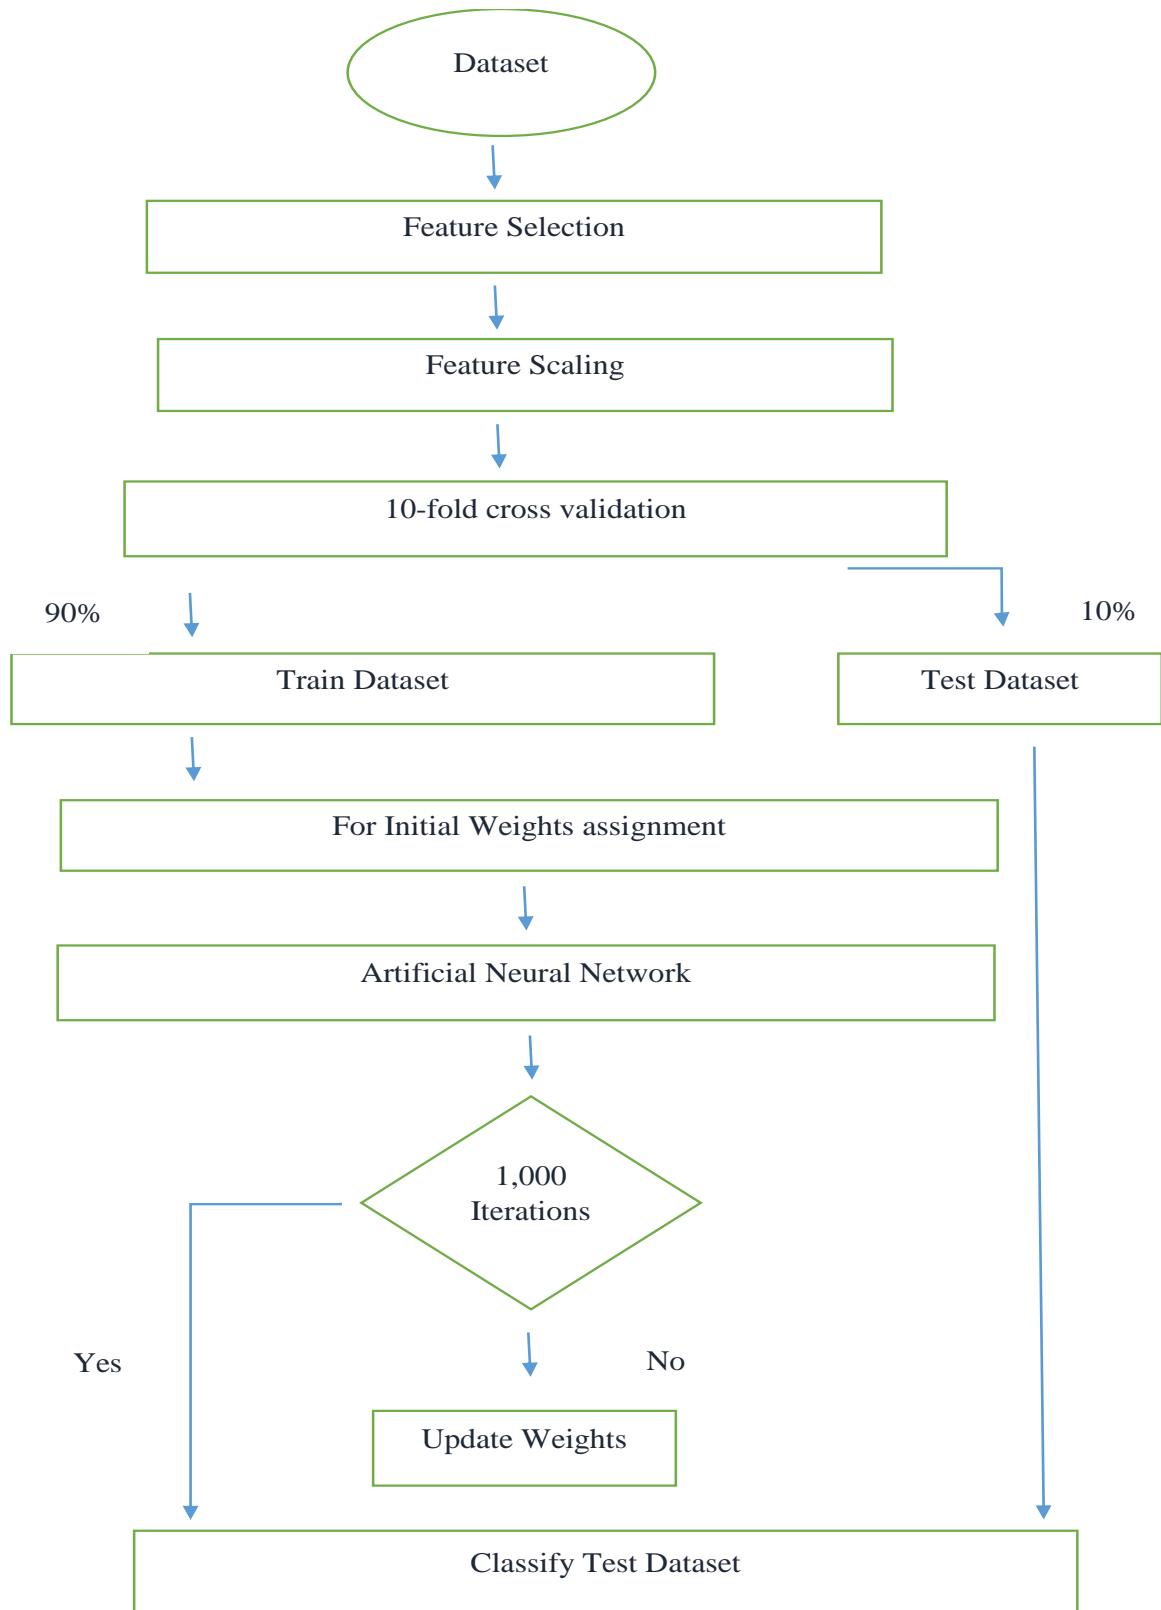 Dataset
Feature Selection
Feature Scaling
10-fold cross validation
90%
10%
Train Dataset
Test Dataset
For Initial Weights assignment
Artificial Neural Network
1,000
Iterations
Yes
No
Update Weights
Classify Test Dataset